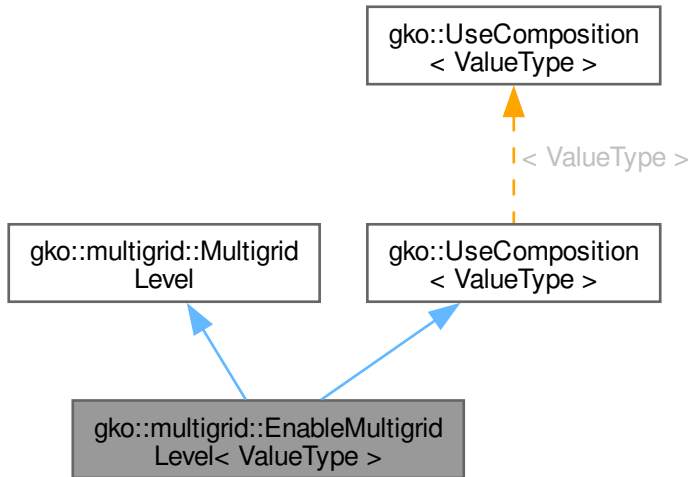 gko::UseComposition
< ValueType >
< ValueType >
gko::multigrid::Multigrid
Level
gko::UseComposition
< ValueType >
gko::multigrid::EnableMultigrid
Level< ValueType >